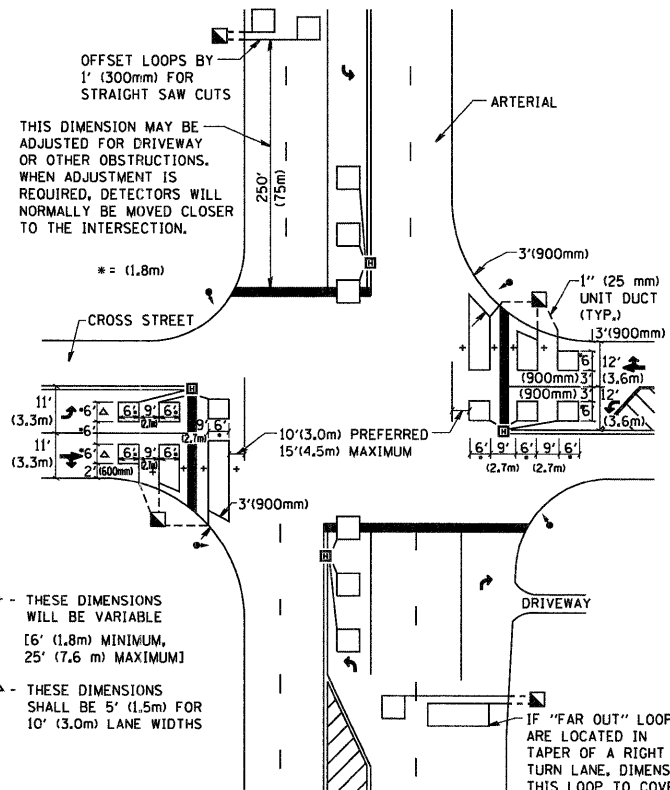 OFFSET LOOPS BY
1' (300mm) FOR
STRAIGHT SAW CUTS
ARTERIAL
THIS DIMENSION MAY BE
ADJUSTED FOR DRIVEWAY
OR OTHER OBSTRUCTIONS.
WHEN ADJUSTMENT IS
REQUIRED, DETECTORS WILL
NORMALLY BE MOVED CLOSER
TO THE INTERSECTION.
250'
(75m)
* = (1.8m)
H
3'(900mm)
1" (25 mm)
UNIT DUCT
(TYP.)
CROSS STREET
3'(900mm)
6'
12'
(3.6m)
(900mm) 3'
(900mm) 3'
12'
(3.6m)
6'
H
6' 9' 6' 9' 6'
* * *
(2.7m) (2.7m)
H
11'
(3.3m)
*6' 6' 9' 6'
(2.7m)
*6'
9' 6'
(2.7m) *
11'
(3.3m)
*6' 6' 9' 6'
(2.7m)
2' (600mm)
10'(3.0m) PREFERRED
15'(4.5m) MAXIMUM
3'(900mm)
H
DRIVEWAY
- THESE DIMENSIONS
WILL BE VARIABLE
[6' (1.8m) MINIMUM,
25' (7.6 m) MAXIMUM]
- THESE DIMENSIONS
SHALL BE 5' (1.5m) FOR
10' (3.0m) LANE WIDTHS
IF "FAR OUT" LOOP
ARE LOCATED IN
TAPER OF A RIGHT
TURN LANE, DIMENS
THIS LOOP TO COVE